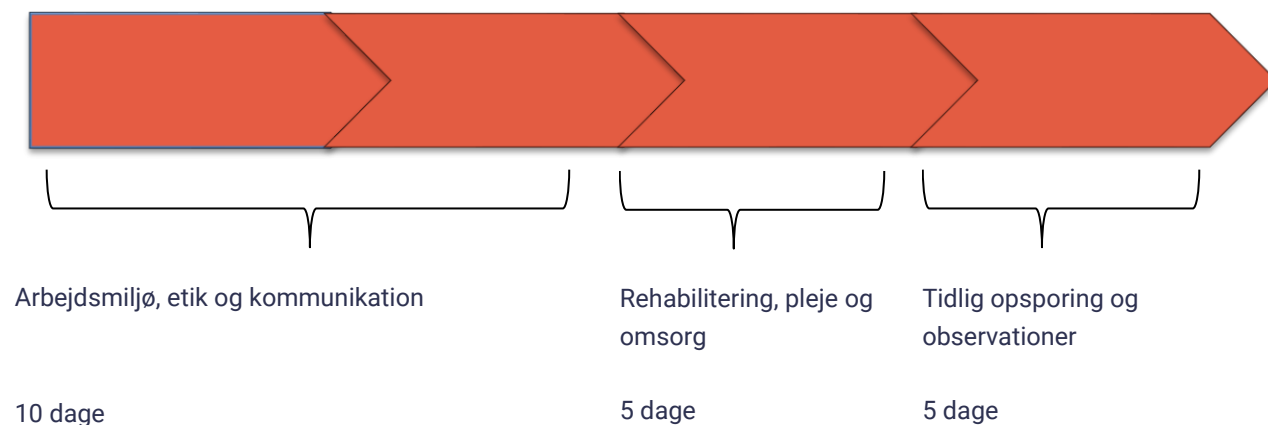 Arbejdsmiljø, etik og kommunikation
Rehabilitering, pleje og
omsorg
Tidlig opsporing og
observationer
10 dage
5 dage
5 dage